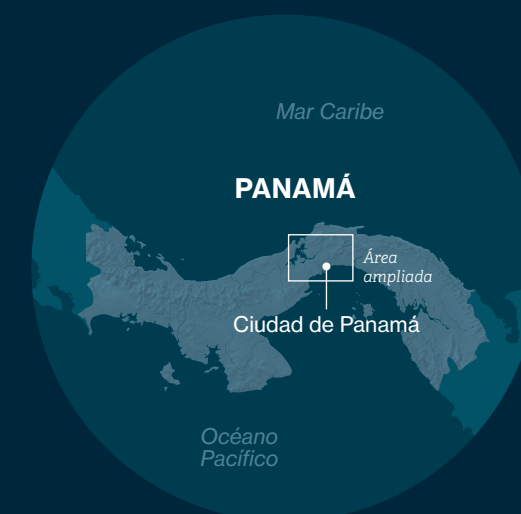 Mar Caribe
PANAMÁ
Área
ampliada
Ciudad de Panamá
Océano
Pacífico